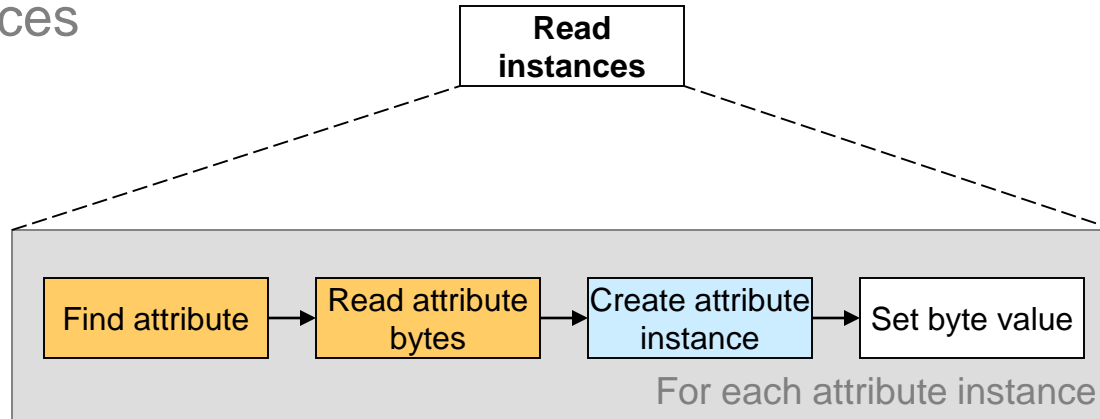 ces
Read
instances
Find attribute
Read attribute
bytes
Create attribute
instance
Set byte value
For each attribute instance